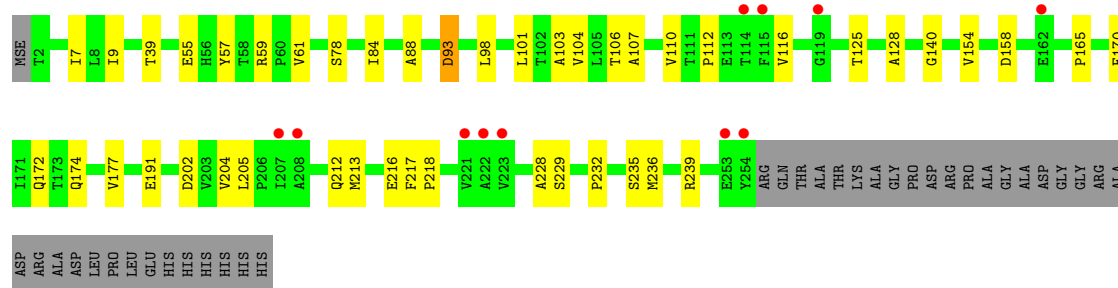 MSE T2 I7 L8 I9 T39 E55 H56 Y57 T58 R59 P60 V61 S78 I84 A88 D93 L98 L101 T102 A103 V104 L105 T106 A107 V110 T111 P112 E113 T114 F115 V116 G119 T125 A128 G140 V154 D158 E162 P165
I171 Q172 T173 Q174 V177 E191 D202 V203 V204 L205 P206 I207 A208 Q212 M213 E216 F217 P218 V221 A222 V223 A228 S229 P232 S235 M236 R239 E253 Y254 ARG GLN THR ALA THR LYS ALA GLY PRO ASP ARG PRO ALA GLY ALA ASP GLY GLY ARG ALA
ASP ARG ALA ASP LEU PRO LEU GLU HIS HIS HIS HIS HIS HIS